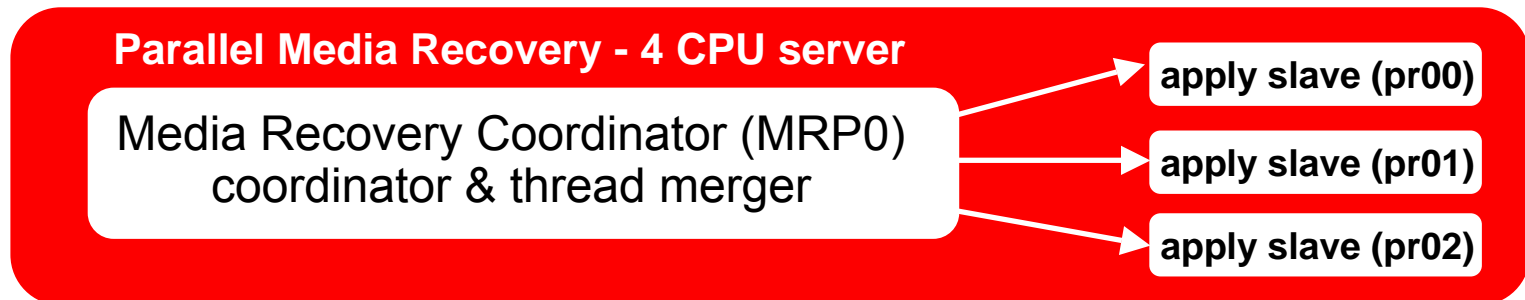 Parallel Media Recovery - 4 CPU server
Media Recovery Coordinator (MRP0)
coordinator & thread merger
apply slave (pr00)
apply slave (pr01)
apply slave (pr02)